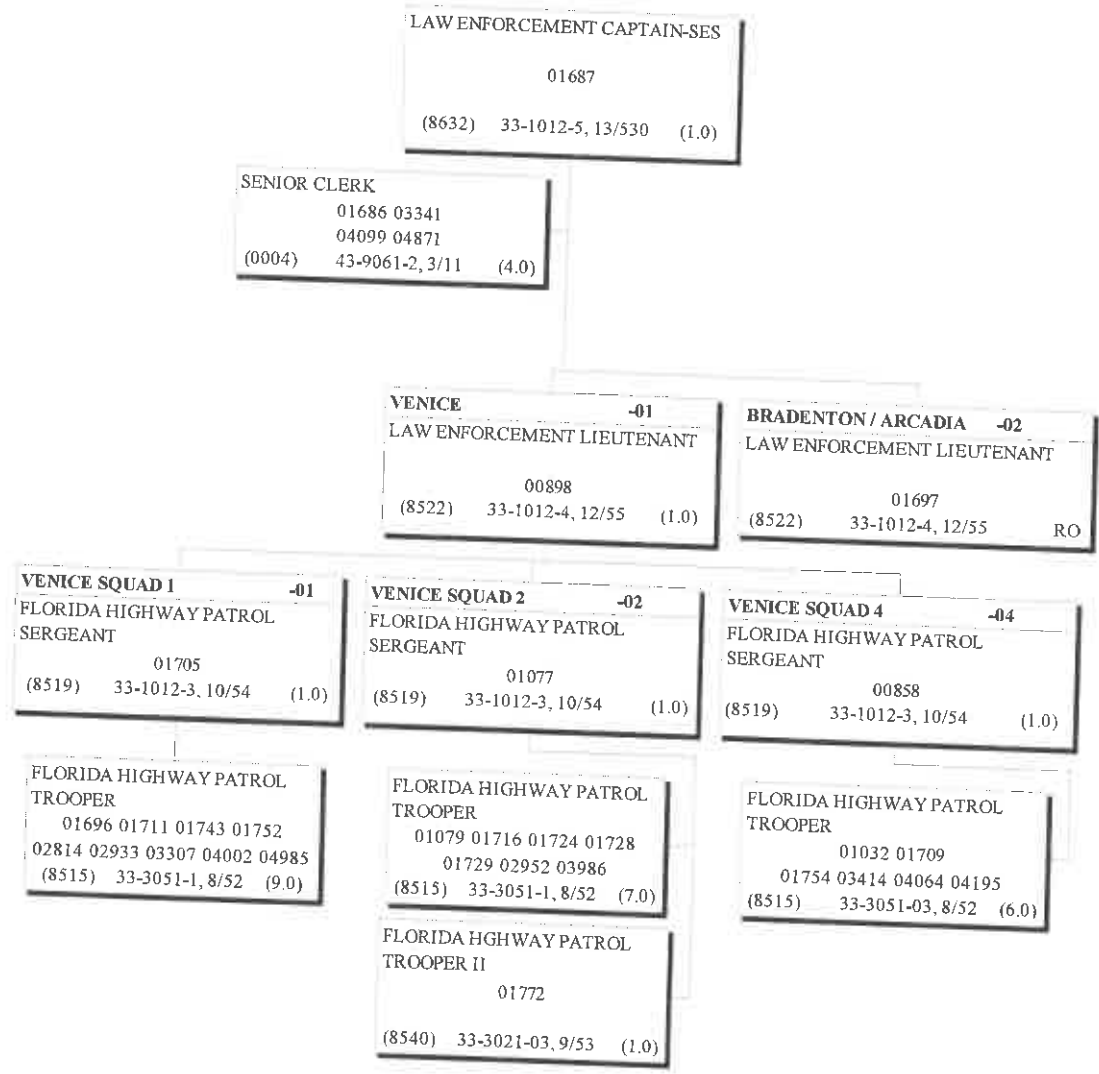 LAW ENFORCEMENT CAPTAIN-SES
01687
(8632) 33-1012-5, 13/530 (1.0)
SENIOR CLERK
01686 03341
04099 04871
(0004) 43-9061-2, 3/11 (4.0)
VENICE -01
LAW ENFORCEMENT LIEUTENANT
00898
(8522) 33-1012-4, 12/55 (1.0)
BRADENTON / ARCADIA -02
LAW ENFORCEMENT LIEUTENANT
01697
(8522) 33-1012-4, 12/55 RO
VENICE SQUAD 1 -01
FLORIDA HIGHWAY PATROL
SERGEANT
01705
(8519) 33-1012-3, 10/54 (1.0)
VENICE SQUAD 2 -02
FLORIDA HIGHWAY PATROL
SERGEANT
01077
(8519) 33-1012-3, 10/54 (1.0)
VENICE SQUAD 4 -04
FLORIDA HIGHWAY PATROL
SERGEANT
00858
(8519) 33-1012-3, 10/54 (1.0)
FLORIDA HIGHWAY PATROL
TROOPER
01696 01711 01743 01752
02814 02933 03307 04002 04985
(8515) 33-3051-1, 8/52 (9.0)
FLORIDA HIGHWAY PATROL
TROOPER
01079 01716 01724 01728
01729 02952 03986
(8515) 33-3051-1, 8/52 (7.0)
FLORIDA HIGHWAY PATROL
TROOPER
01032 01709
01754 03414 04064 04195
(8515) 33-3051-03, 8/52 (6.0)
FLORIDA HGHWAY PATROL
TROOPER II
01772
(8540) 33-3021-03, 9/53 (1.0)